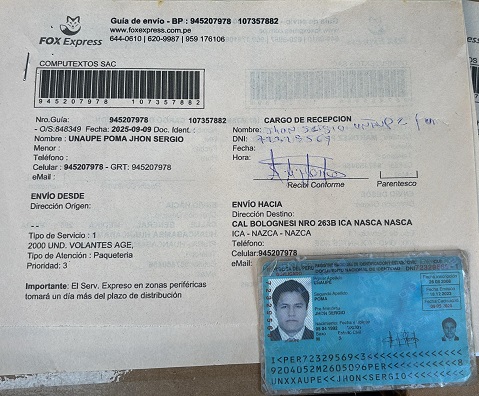 FOX Express
Guía de envío - BP : 945207978 107357882
www.foxexpress.com.pe
644-0610 | 620-9987 | 959 176106
COMPUTEXTOS SAC
945207978 107357882
Nro.Guía: 945207978 107357882
- O/S:848349 Fecha: 2025-09-09 Doc. Ident. :
Nombre : UNAUPE POMA JHON SERGIO
Menor :
Teléfono :
Celular : 945207978 - GRT: 945207978
eMail :
CARGO DE RECEPCION
Nombre: Jhon Sergio
DNI: 72329569
Fecha:
Hora:
Recibi Conforme
Parentesco
ENVÍO DESDE
Dirección Origen:
--
Tipo de Servicio : 1
2000 UND. VOLANTES AGE,
Tipo de Atención : Paquetería
Prioridad: 3
Importante: El Serv. Expreso en zonas periféricas
tomará un día más del plazo de distribución
ENVÍO HACIA
Dirección Destino:
CAL BOLOGNESI NRO 263B ICA NASCA NASCA
ICA - NAZCA - NAZCA
Teléfono:
Celular:945207978
eMail:
POMA
JHON SERGIO
I<PER72329569<3<<<<<<<<<<<<<<<